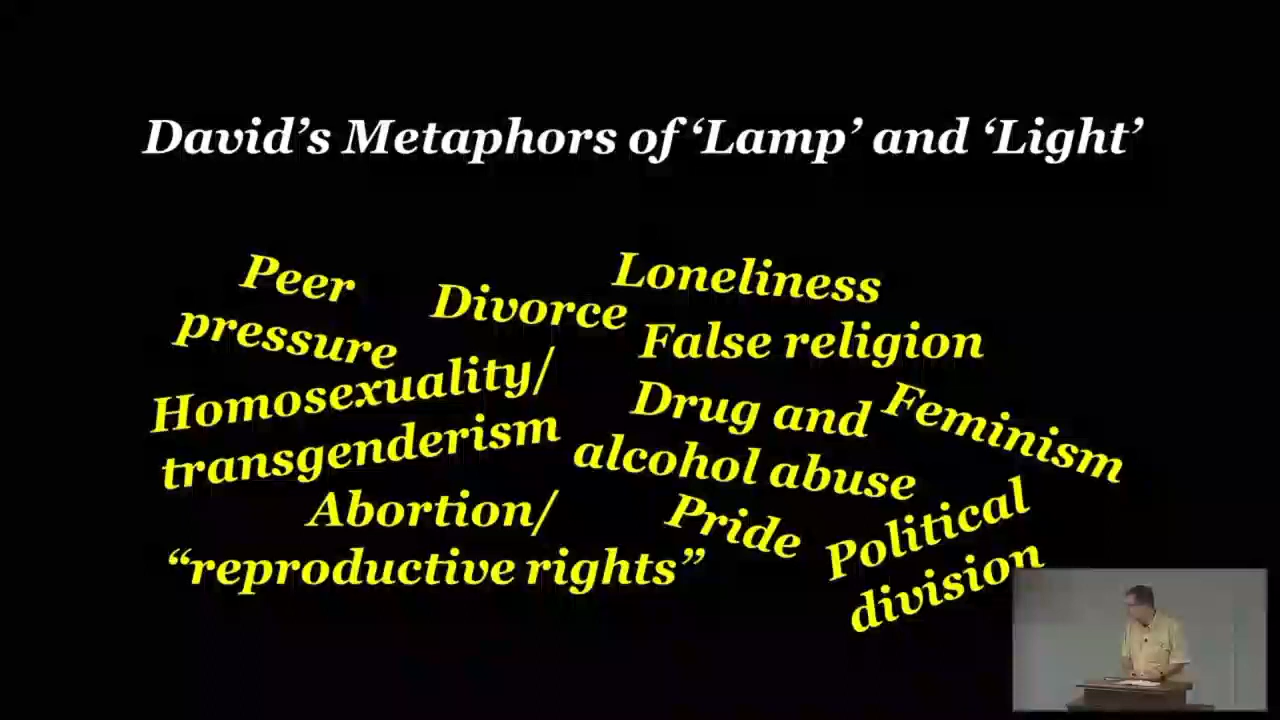 David’s Metaphors of ‘Lamp’ and ‘Light’
Peer
pressure
Divorce
Loneliness
False religion
Homosexuality/
transgenderism
Drug and
alcohol abuse
Feminism
Abortion/
“reproductive rights”
Pride
Political
division